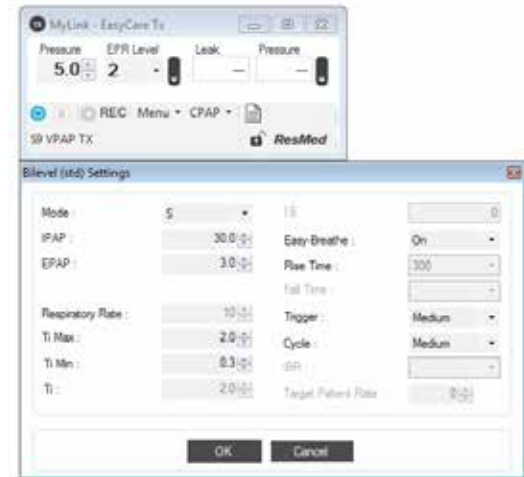 MyLink - EasyCare Tx
Pressure EPR Level Leak Pressure
5.0 2 - -- --
REC Menu CPAP
S9 VPAP TX ResMed
Bilevel (std) Settings
Mode : S
IPAP : 30.0 Easy-Breathe : On
EPAP : 3.0 Rise Time : 300
Fall Time :
Respiratory Rate : 10 Trigger : Medium
Ti Max : 2.0 Cycle : Medium
Ti Min : 0.3
Ti : 2.0 Target Patient Rate
OK Cancel